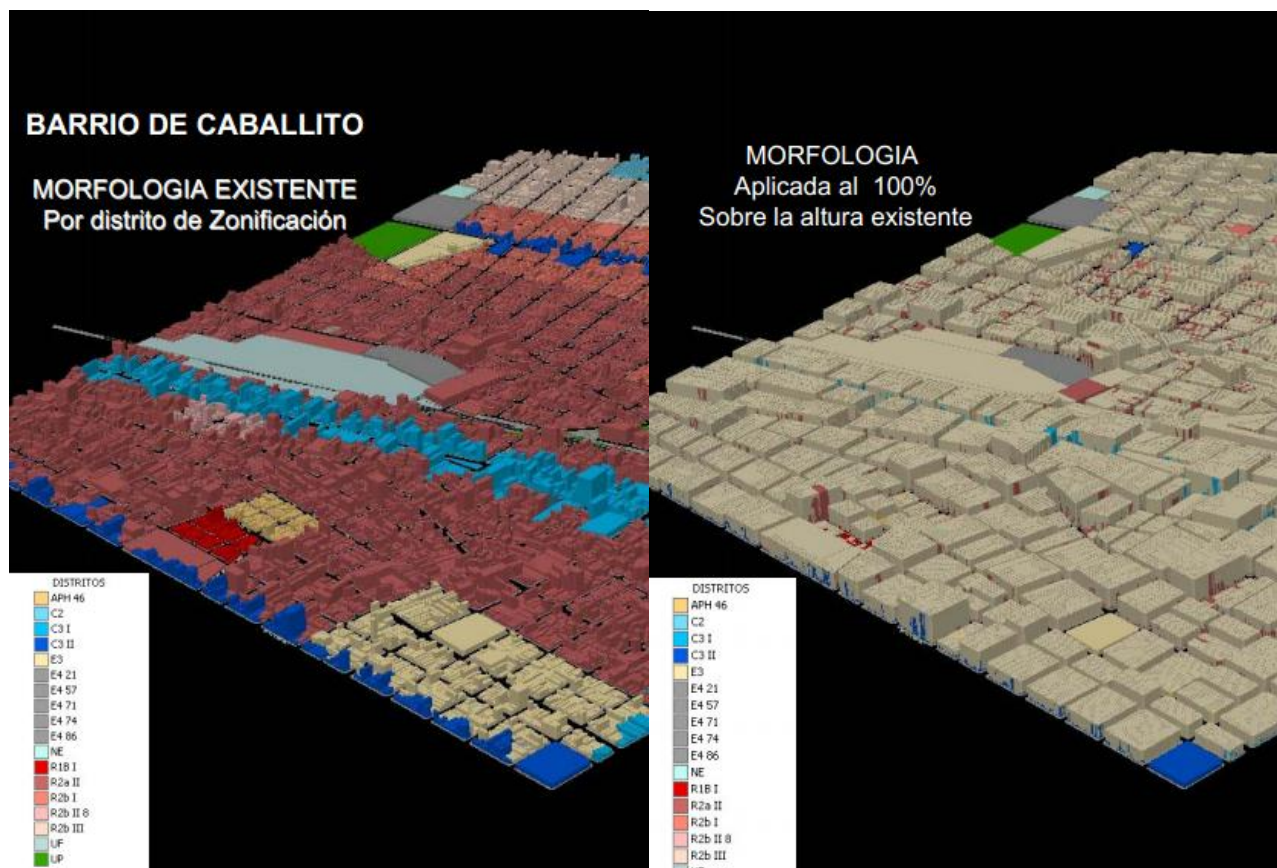 BARRIO DE CABALLITO
MORFOLOGIA EXISTENTE
Por distrito de Zonificación
DISTRITOS
APH 46
C2
C3 I
C3 II
E3
E4 21
E4 57
E4 71
E4 74
E4 86
NE
R1B I
R2a II
R2b I
R2b II 8
R2b III
UF
UP
MORFOLOGIA
Aplicada al 100%
Sobre la altura existente
DISTRITOS
APH 46
C2
C3 I
C3 II
E3
E4 21
E4 57
E4 71
E4 74
E4 86
NE
R1B I
R2a II
R2b I
R2b II 8
R2b III